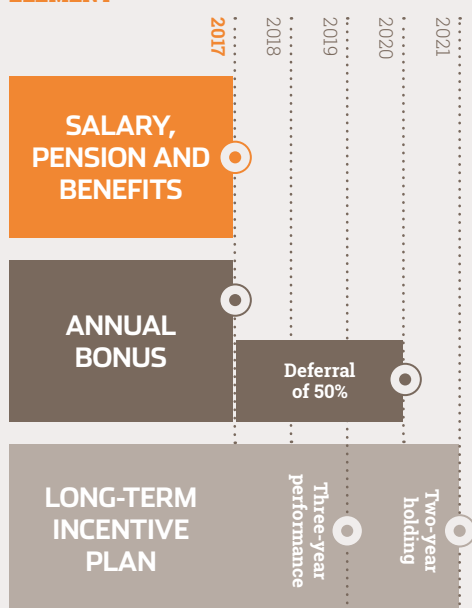 2017
2018
2019
2020
2021
SALARY,
PENSION AND
BENEFITS
ANNUAL
BONUS
Deferral
of 50%
LONG-TERM
INCENTIVE
PLAN
Three-year
performance
Two-year
holding